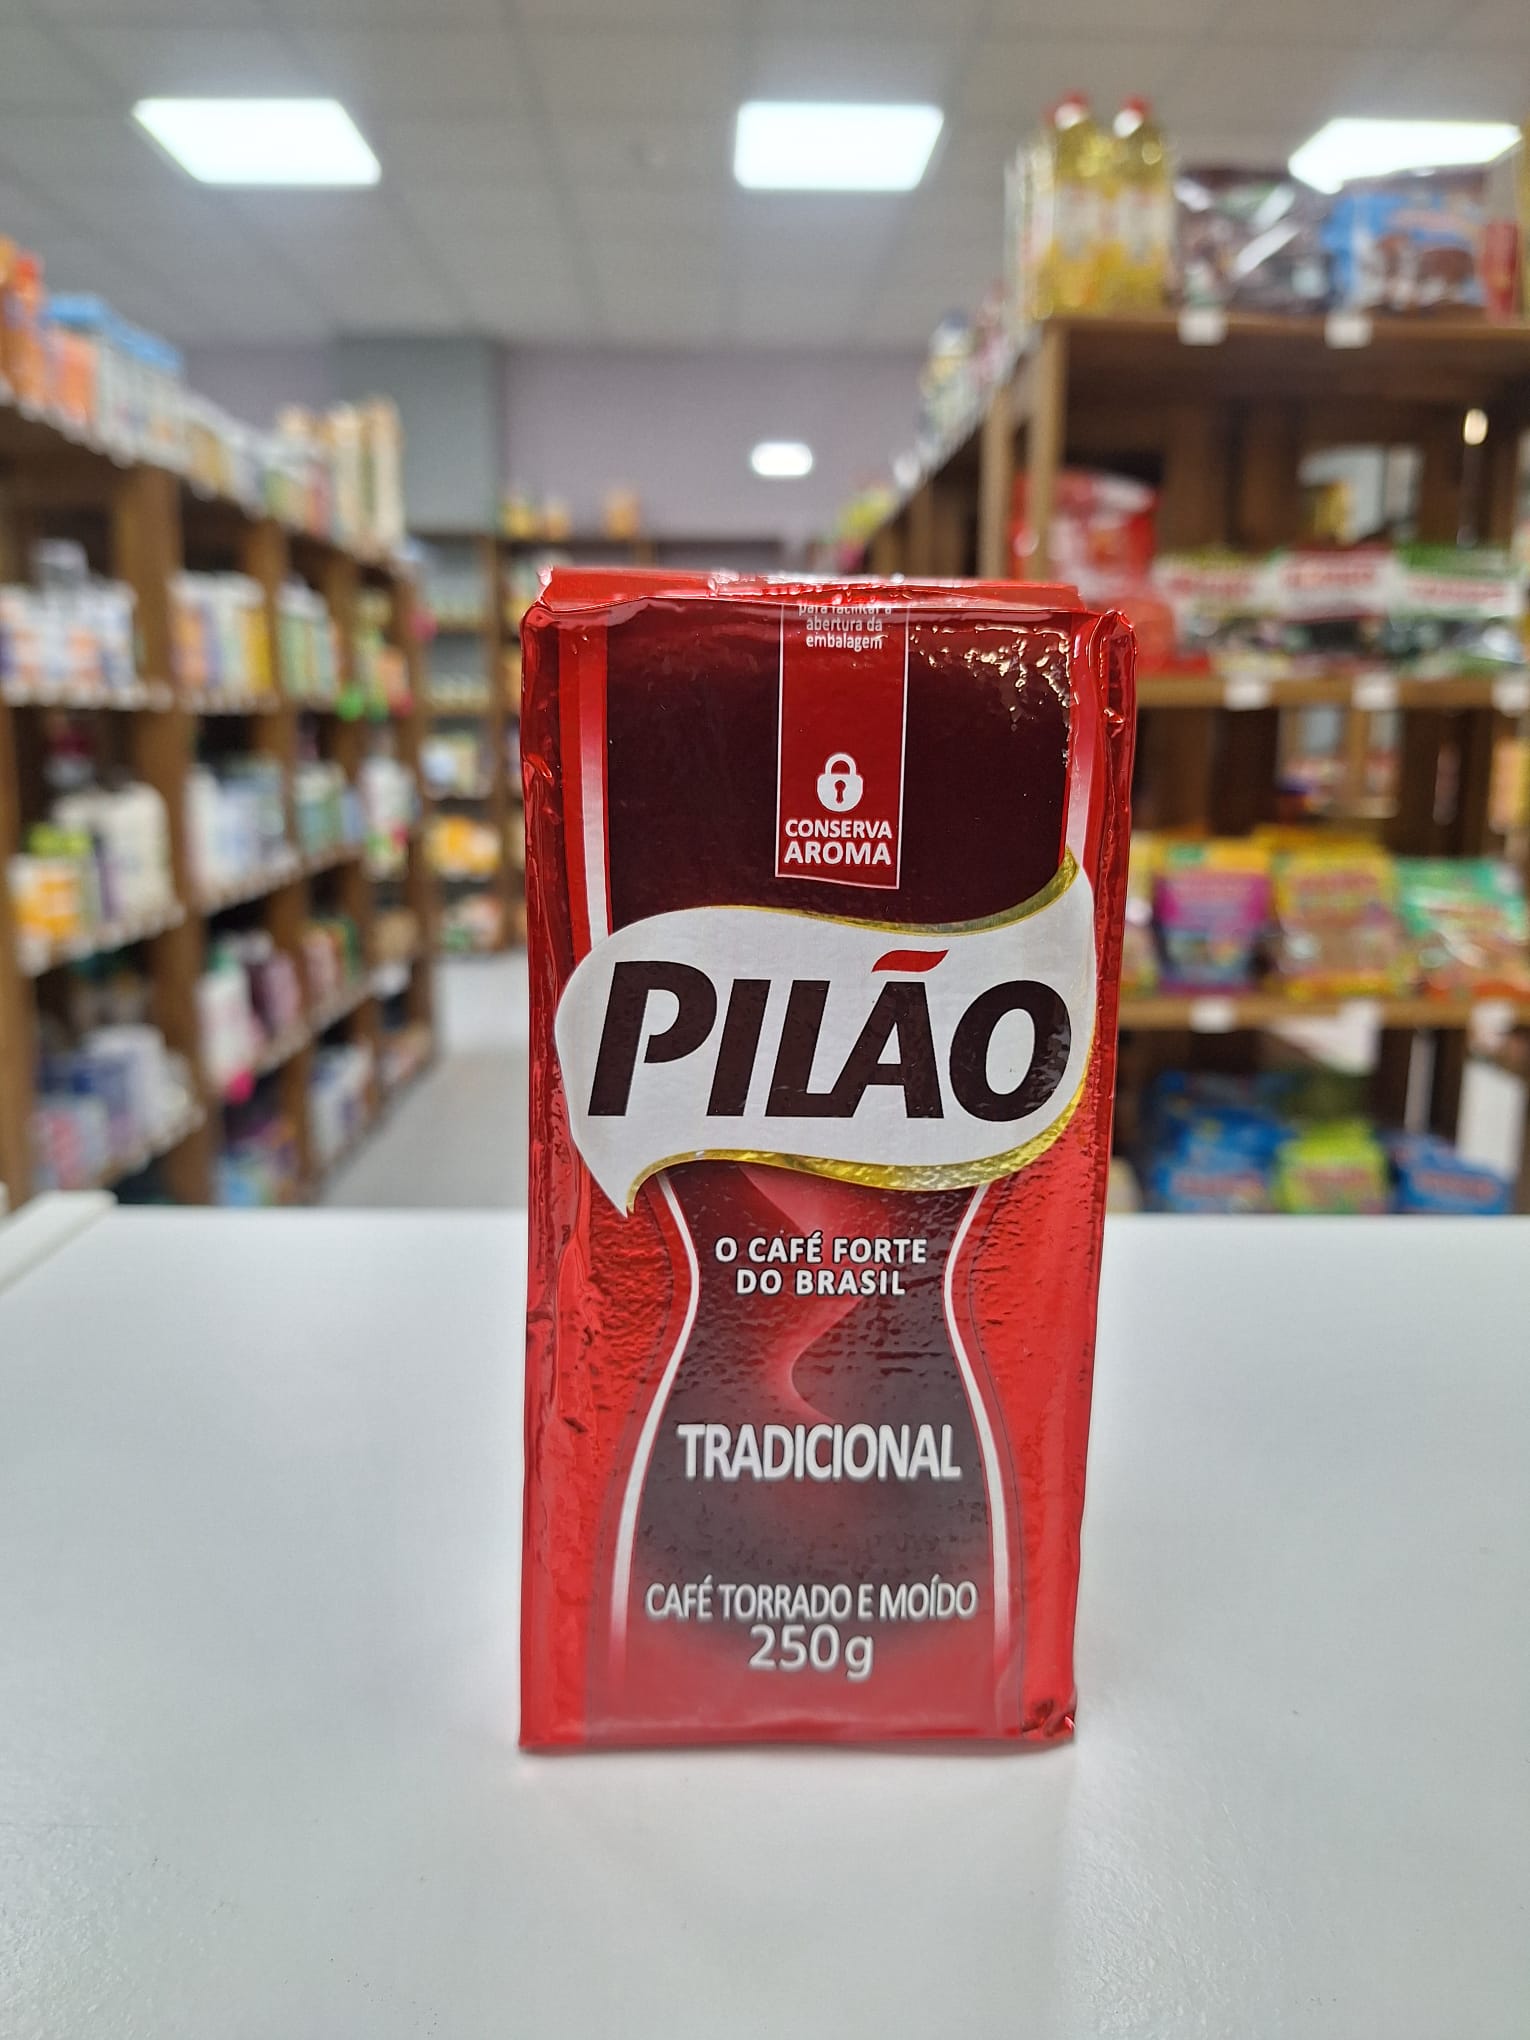 para facilitar a
abertura da
embalagem
CONSERVA
AROMA
PILÃO
O CAFÉ FORTE
DO BRASIL
TRADICIONAL
CAFÉ TORRADO E MOÍDO
250g